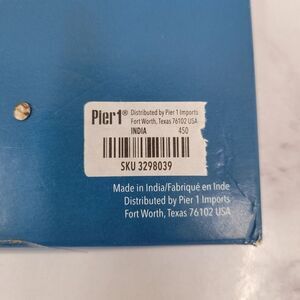 Pier1® Distributed by Pier 1 Imports
Fort Worth, Texas 76102 USA
INDIA 450
SKU 3298039
Made in India/Fabriqué en Inde
Distributed by Pier 1 Imports
Fort Worth, Texas 76102 USA